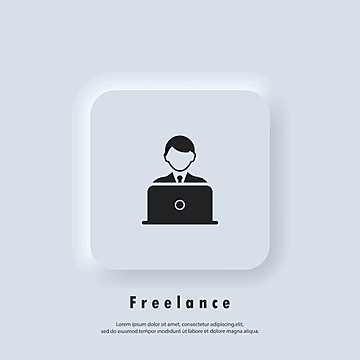 Freelance
Lorem ipsum dolor sit amet, consectetur adipiscing elit,
sed do eiusmod tempor ut labore et dolore magna aliqua.